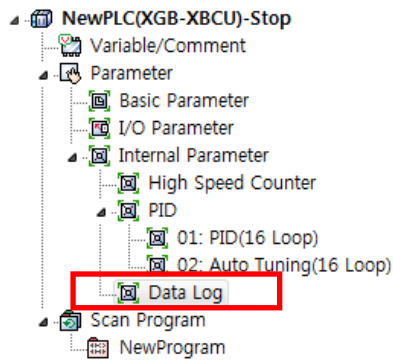 NewPLC(XGB-XBCU)-Stop
Variable/Comment
Parameter
Basic Parameter
I/O Parameter
Internal Parameter
High Speed Counter
PID
01: PID(16 Loop)
02: Auto Tuning(16 Loop)
Data Log
Scan Program
NewProgram